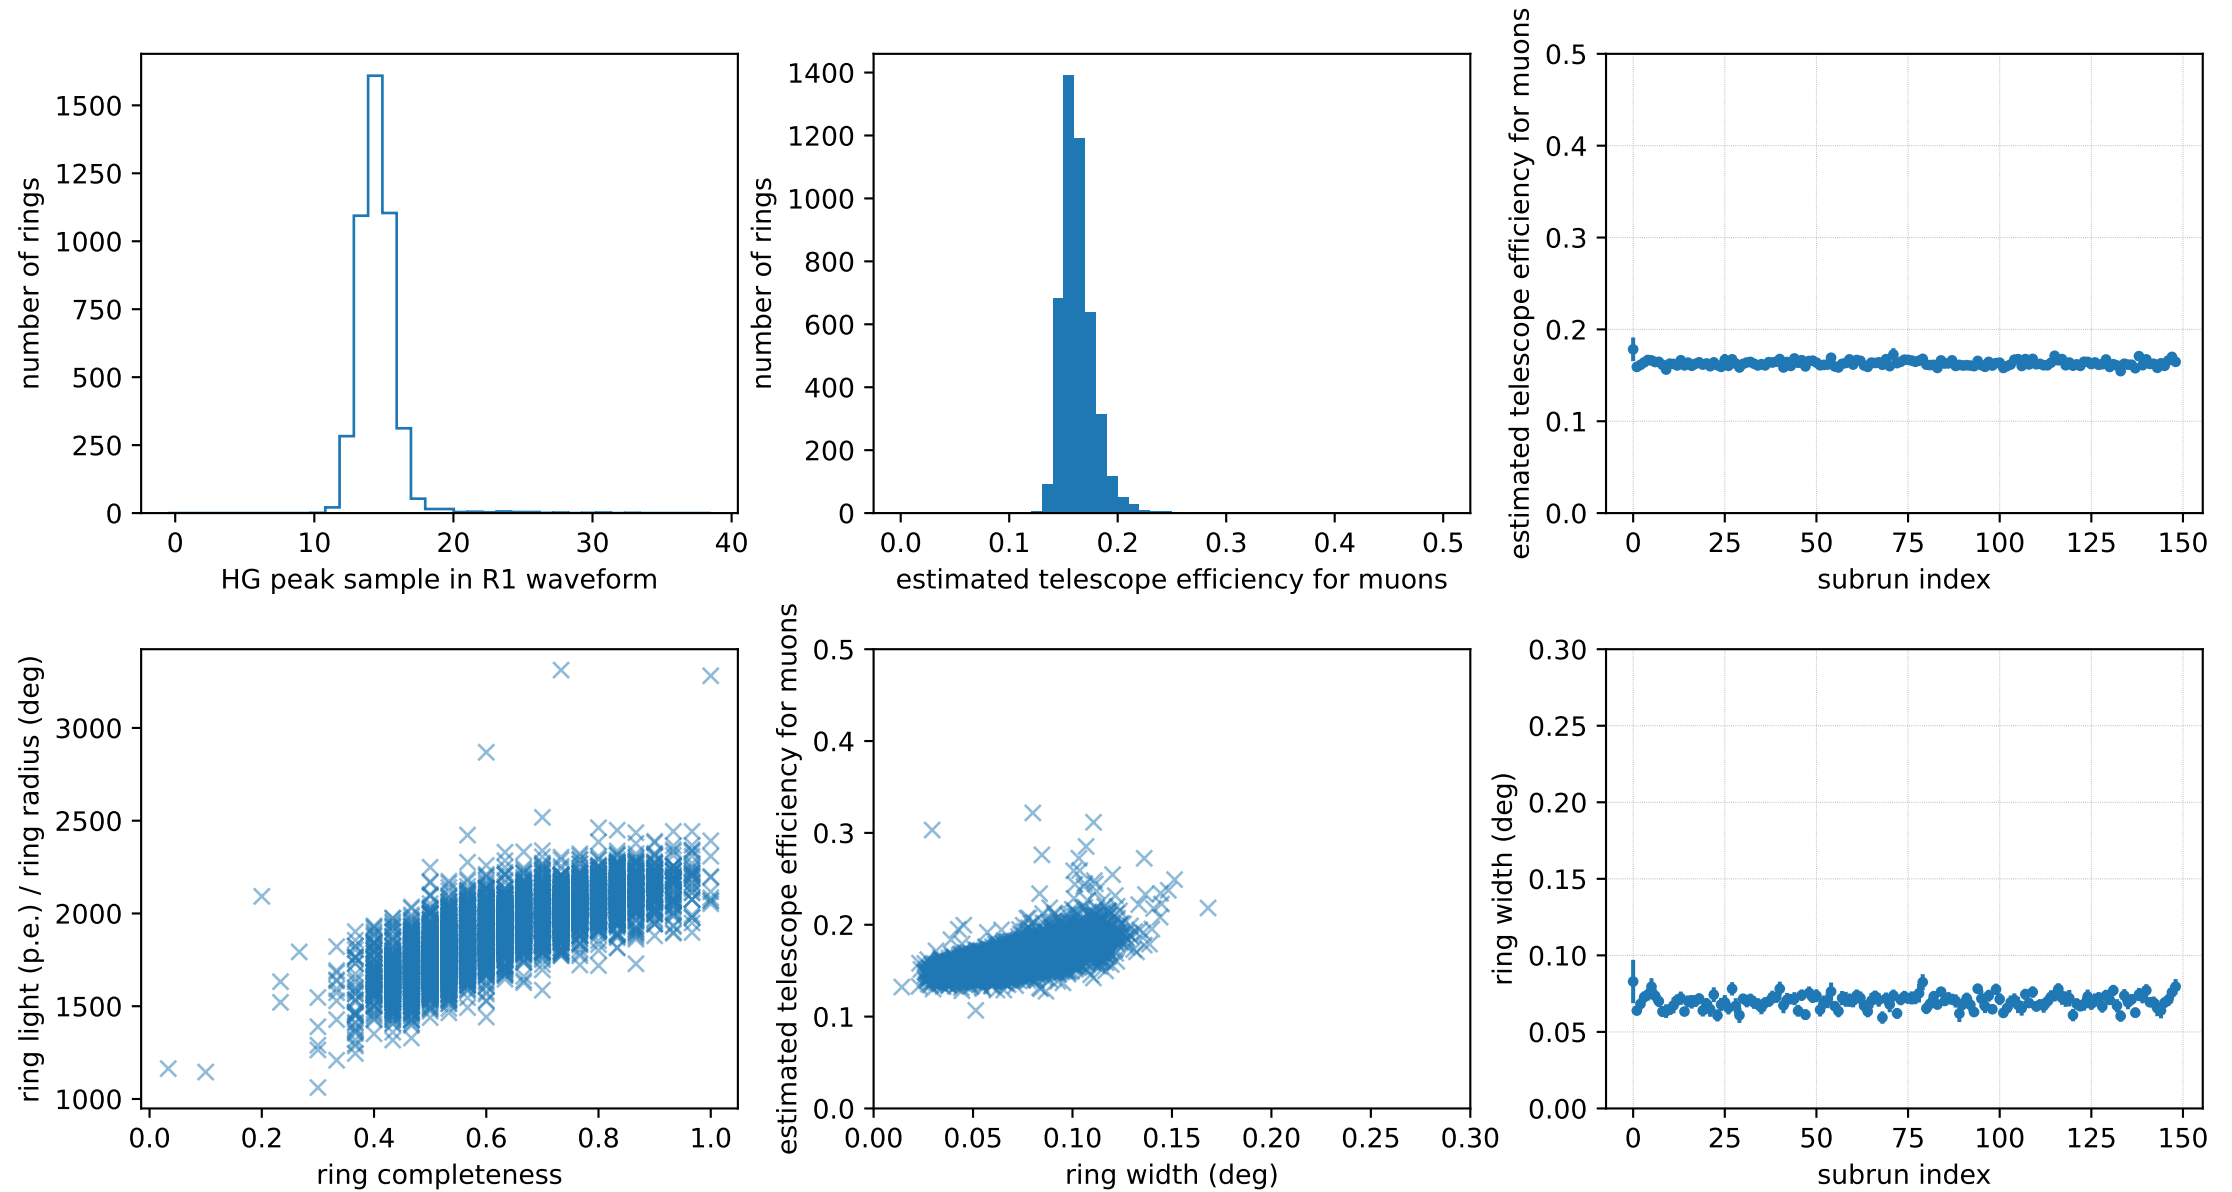 number of rings
1500
1250
1000
750
500
250
0
0 10 20 30 40
HG peak sample in R1 waveform
number of rings
1400
1200
1000
800
600
400
200
0
0.0 0.1 0.2 0.3 0.4 0.5
estimated telescope efficiency for muons
estimated telescope efficiency for muons
0.5
0.4
0.3
0.2
0.1
0.0
0 25 50 75 100 125 150
subrun index
ring light (p.e.) / ring radius (deg)
3000
2500
2000
1500
1000
0.0 0.2 0.4 0.6 0.8 1.0
ring completeness
estimated telescope efficiency for muons
0.5
0.4
0.3
0.2
0.1
0.0
0.00 0.05 0.10 0.15 0.20 0.25 0.30
ring width (deg)
ring width (deg)
0.30
0.25
0.20
0.15
0.10
0.05
0.00
0 25 50 75 100 125 150
subrun index